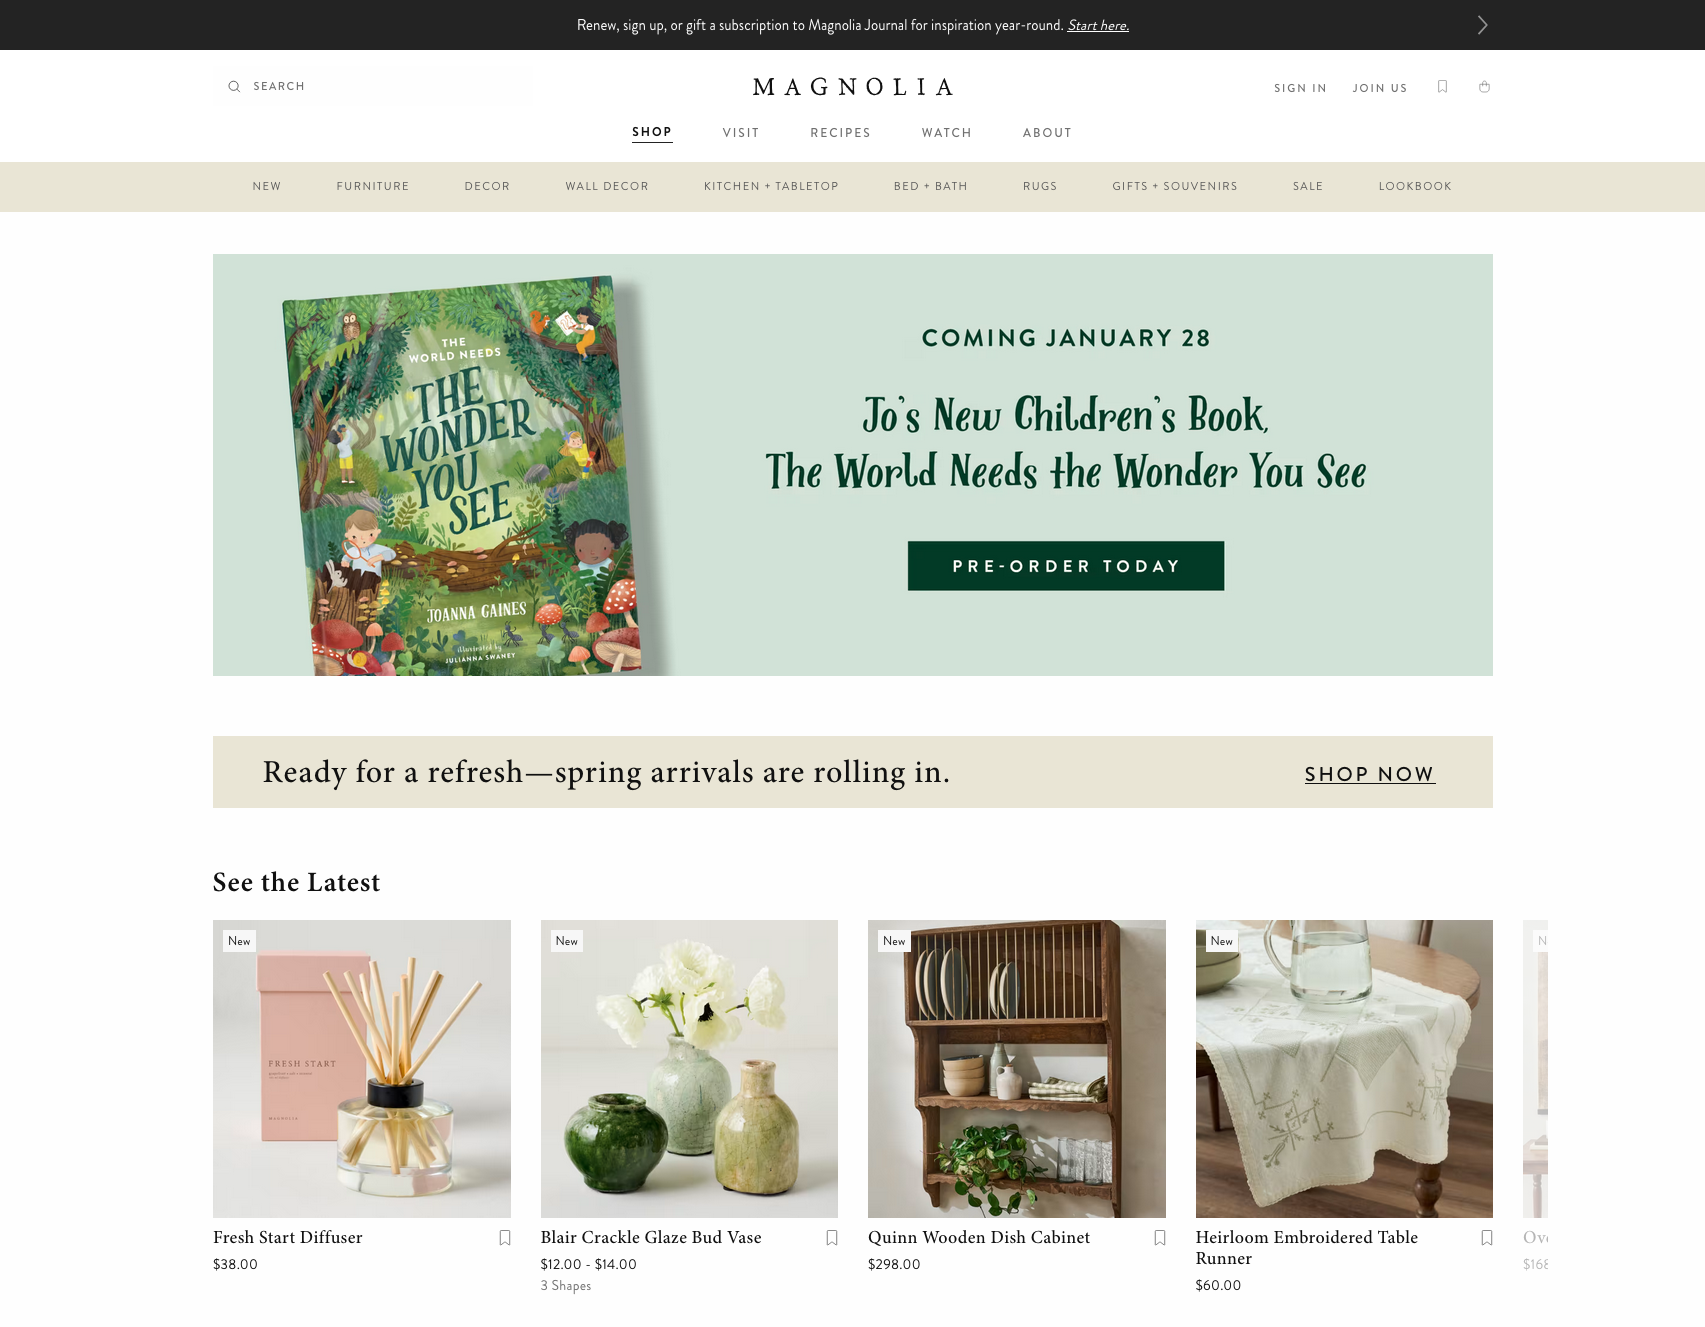 Renew, sign up, or gift a subscription to Magnolia Journal for inspiration year-round. Start here.
SEARCH
MAGNOLIA
SIGN IN
JOIN US
SHOP
VISIT
RECIPES
WATCH
ABOUT
NEW
FURNITURE
DECOR
WALL DECOR
KITCHEN + TABLETOP
BED + BATH
RUGS
GIFTS + SOUVENIRS
SALE
LOOKBOOK
THE
WORLD NEEDS
THE
WONDER
YOU
SEE
JOANNA GAINES
illustrated by
JULIANNA SWANEY
COMING JANUARY 28
Jo's New Children's Book,
The World Needs the Wonder You See
PRE-ORDER TODAY
Ready for a refresh—spring arrivals are rolling in.
SHOP NOW
See the Latest
New
FRESH START
MAGNOLIA
New
New
New
Fresh Start Diffuser
$38.00
Blair Crackle Glaze Bud Vase
$12.00 - $14.00
3 Shapes
Quinn Wooden Dish Cabinet
$298.00
Heirloom Embroidered Table
Runner
$60.00
$168